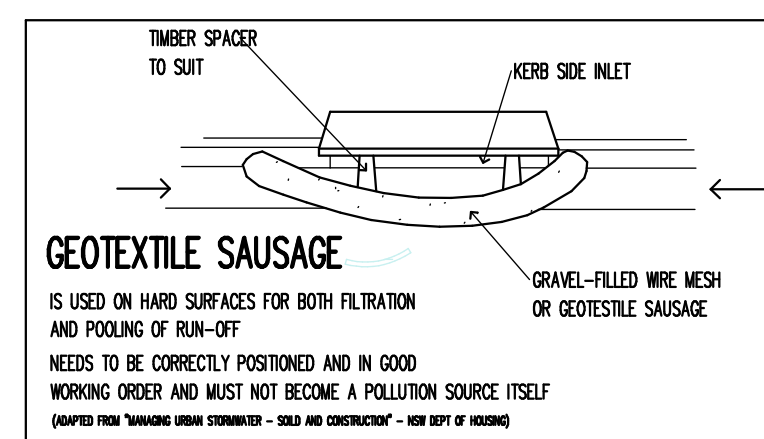 TIMBER SPACER
TO SUIT
KERB SIDE INLET
GEOTEXTILE SAUSAGE
GRAVEL-FILLED WIRE MESH
OR GEOTESTILE SAUSAGE
IS USED ON HARD SURFACES FOR BOTH FILTRATION
AND POOLING OF RUN-OFF
NEEDS TO BE CORRECTLY POSITIONED AND IN GOOD
WORKING ORDER AND MUST NOT BECOME A POLLUTION SOURCE ITSELF
(ADAPTED FROM "MANAGING URBAN STORMWATER - SOILD AND CONSTRUCTION" - NSW DEPT OF HOUSING)